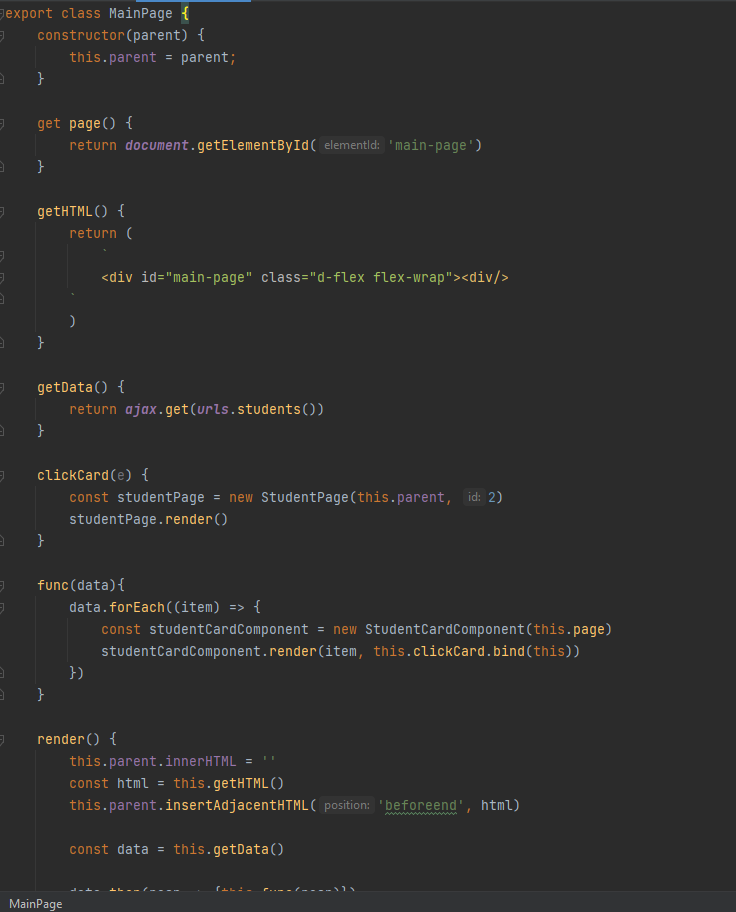 export class MainPage {
    constructor(parent) {
        this.parent = parent;
    }

    get page() {
        return document.getElementById( elementId: 'main-page')
    }

    getHTML() {
        return (
            `
            <div id="main-page" class="d-flex flex-wrap"><div/>
        `
        )
    }

    getData() {
        return ajax.get(urls.students())
    }

    clickCard(e) {
        const studentPage = new StudentPage(this.parent, id: 2)
        studentPage.render()
    }

    func(data){
        data.forEach((item) => {
            const studentCardComponent = new StudentCardComponent(this.page)
            studentCardComponent.render(item, this.clickCard.bind(this))
        })
    }

    render() {
        this.parent.innerHTML = ''
        const html = this.getHTML()
        this.parent.insertAdjacentHTML( position: 'beforeend', html)

        const data = this.getData()

MainPage